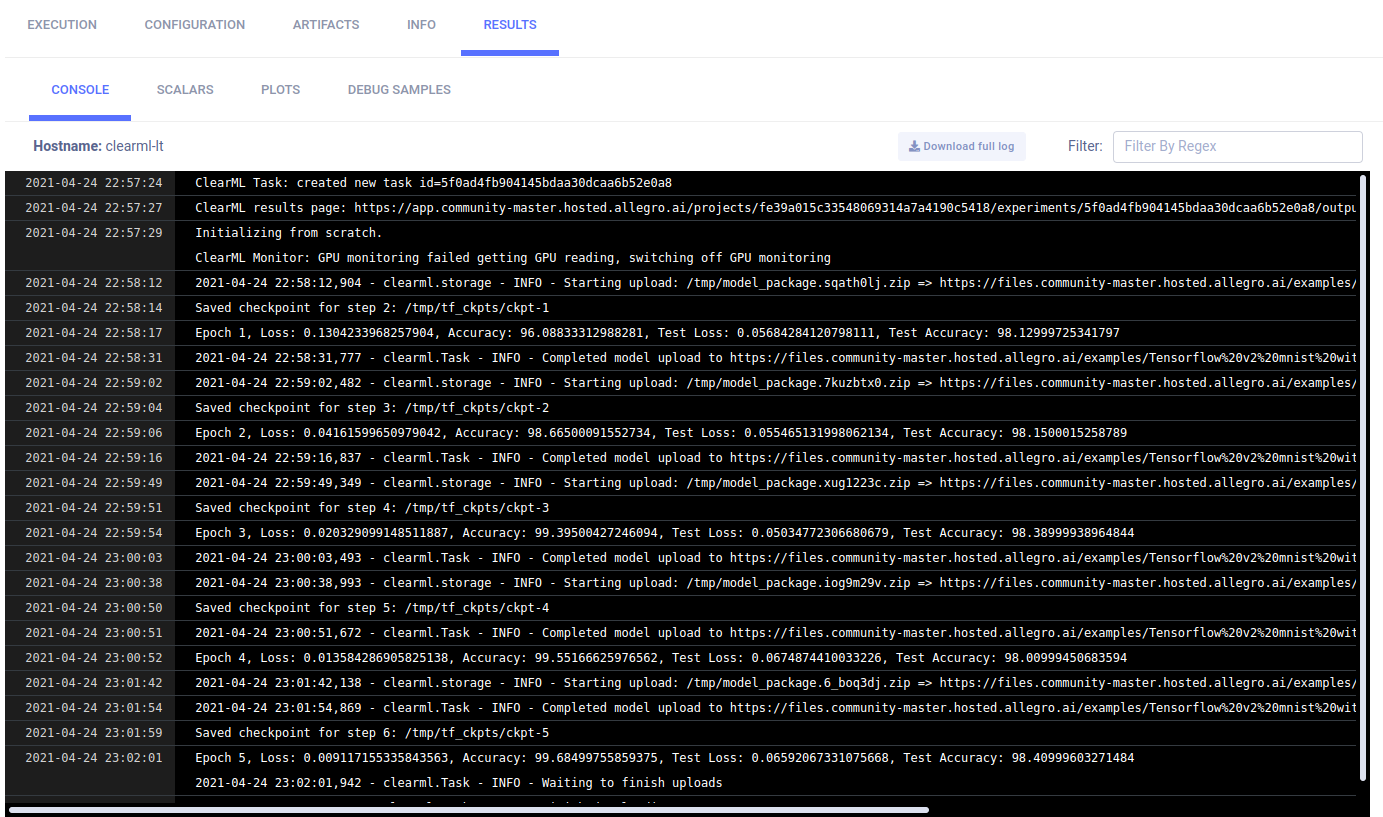 EXECUTION CONFIGURATION ARTIFACTS INFO RESULTS
CONSOLE SCALARS PLOTS DEBUG SAMPLES
Hostname: clearml-lt Download full log Filter: Filter By Regex
2021-04-24 22:57:24 ClearML Task: created new task id=5f0ad4fb904145bdaa30dcaa6b52e0a8
2021-04-24 22:57:27 ClearML results page: https://app.community-master.hosted.allegro.ai/projects/fe39a015c33548069314a7a4190c5418/experiments/5f0ad4fb904145bdaa30dcaa6b52e0a8/outpu
2021-04-24 22:57:29 Initializing from scratch.
ClearML Monitor: GPU monitoring failed getting GPU reading, switching off GPU monitoring
2021-04-24 22:58:12 2021-04-24 22:58:12,904 - clearml.storage - INFO - Starting upload: /tmp/model_package.sqath0lj.zip => https://files.community-master.hosted.allegro.ai/examples/
2021-04-24 22:58:14 Saved checkpoint for step 2: /tmp/tf_ckpts/ckpt-1
2021-04-24 22:58:17 Epoch 1, Loss: 0.1304233968257904, Accuracy: 96.08833312988281, Test Loss: 0.05684284120798111, Test Accuracy: 98.12999725341797
2021-04-24 22:58:31 2021-04-24 22:58:31,777 - clearml.Task - INFO - Completed model upload to https://files.community-master.hosted.allegro.ai/examples/Tensorflow%20v2%20mnist%20wit
2021-04-24 22:59:02 2021-04-24 22:59:02,482 - clearml.storage - INFO - Starting upload: /tmp/model_package.7kuzbtx0.zip => https://files.community-master.hosted.allegro.ai/examples/
2021-04-24 22:59:04 Saved checkpoint for step 3: /tmp/tf_ckpts/ckpt-2
2021-04-24 22:59:06 Epoch 2, Loss: 0.04161599650979042, Accuracy: 98.66500091552734, Test Loss: 0.055465131998062134, Test Accuracy: 98.1500015258789
2021-04-24 22:59:16 2021-04-24 22:59:16,837 - clearml.Task - INFO - Completed model upload to https://files.community-master.hosted.allegro.ai/examples/Tensorflow%20v2%20mnist%20wit
2021-04-24 22:59:49 2021-04-24 22:59:49,349 - clearml.storage - INFO - Starting upload: /tmp/model_package.xug1223c.zip => https://files.community-master.hosted.allegro.ai/examples/
2021-04-24 22:59:51 Saved checkpoint for step 4: /tmp/tf_ckpts/ckpt-3
2021-04-24 22:59:54 Epoch 3, Loss: 0.020329099148511887, Accuracy: 99.39500427246094, Test Loss: 0.05034772306680679, Test Accuracy: 98.38999938964844
2021-04-24 23:00:03 2021-04-24 23:00:03,493 - clearml.Task - INFO - Completed model upload to https://files.community-master.hosted.allegro.ai/examples/Tensorflow%20v2%20mnist%20wit
2021-04-24 23:00:38 2021-04-24 23:00:38,993 - clearml.storage - INFO - Starting upload: /tmp/model_package.iog9m29v.zip => https://files.community-master.hosted.allegro.ai/examples/
2021-04-24 23:00:50 Saved checkpoint for step 5: /tmp/tf_ckpts/ckpt-4
2021-04-24 23:00:51 2021-04-24 23:00:51,672 - clearml.Task - INFO - Completed model upload to https://files.community-master.hosted.allegro.ai/examples/Tensorflow%20v2%20mnist%20wit
2021-04-24 23:00:52 Epoch 4, Loss: 0.013584286905825138, Accuracy: 99.55166625976562, Test Loss: 0.0674874410033226, Test Accuracy: 98.00999450683594
2021-04-24 23:01:42 2021-04-24 23:01:42,138 - clearml.storage - INFO - Starting upload: /tmp/model_package.6_boq3dj.zip => https://files.community-master.hosted.allegro.ai/examples/
2021-04-24 23:01:54 2021-04-24 23:01:54,869 - clearml.Task - INFO - Completed model upload to https://files.community-master.hosted.allegro.ai/examples/Tensorflow%20v2%20mnist%20wit
2021-04-24 23:01:59 Saved checkpoint for step 6: /tmp/tf_ckpts/ckpt-5
2021-04-24 23:02:01 Epoch 5, Loss: 0.009117155335843563, Accuracy: 99.68499755859375, Test Loss: 0.06592067331075668, Test Accuracy: 98.40999603271484
2021-04-24 23:02:01,942 - clearml.Task - INFO - Waiting to finish uploads